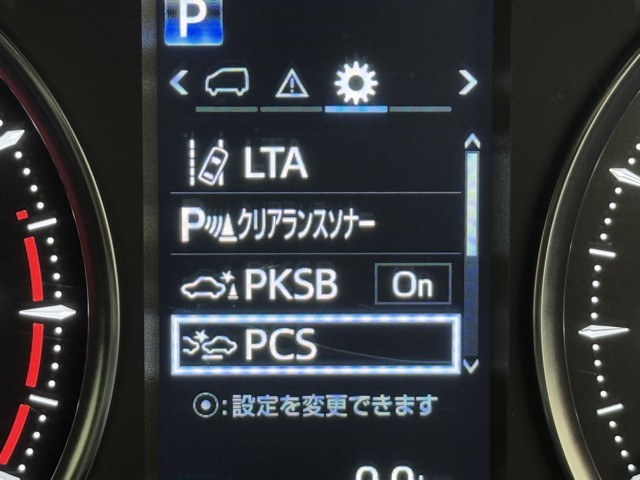 P
LTA
P クリアランスソナー
PKSB On
PCS
:設定を変更できます